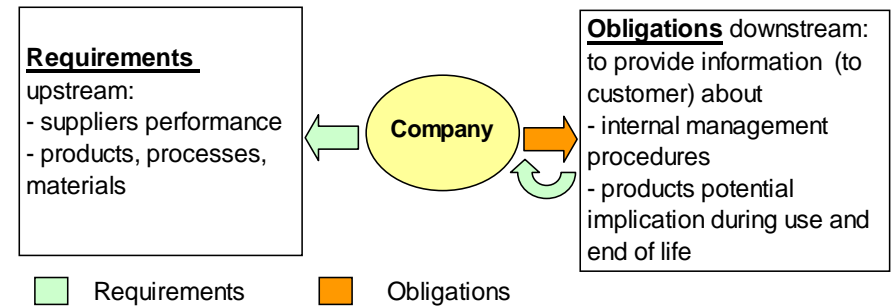 Requirements
upstream:
- suppliers performance
- products, processes,
materials
Company
Obligations downstream:
to provide information (to
customer) about
- internal management
procedures
- products potential
implication during use and
end of life
Requirements
Obligations